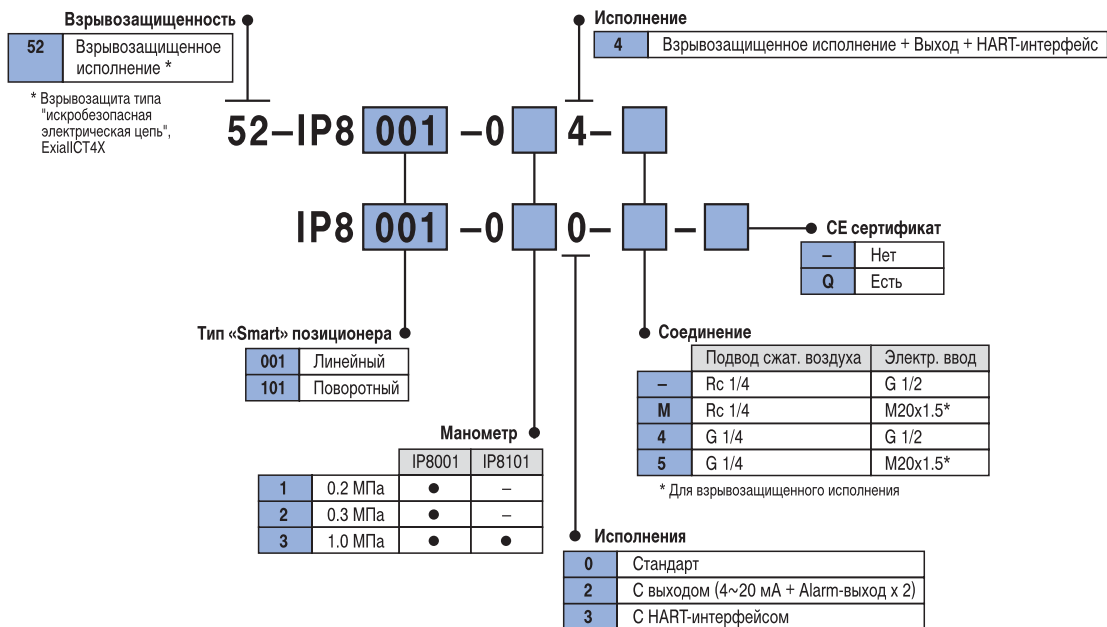 Взрывозащищенность
52 Взрывозащищенное
исполнение *
* Взрывозащита типа
"искробезопасная
электрическая цепь",
ExiaIICT4X
Исполнение
4 Взрывозащищенное исполнение + Выход + HART-интерфейс
52–IP8 001 –0 4–
IP8 001 –0 0– –
CE сертификат
– Нет
Q Есть
Тип «Smart» позиционера
001 Линейный
101 Поворотный
Соединение
Подвод сжат. воздуха Электр. ввод
– Rc 1/4 G 1/2
M Rc 1/4 M20x1.5*
4 G 1/4 G 1/2
5 G 1/4 M20x1.5*
* Для взрывозащищенного исполнения
Манометр
IP8001 IP8101
1 0.2 МПа ● –
2 0.3 МПа ● –
3 1.0 МПа ● ●
Исполнения
0 Стандарт
2 С выходом (4~20 мА + Alarm-выход x 2)
3 С HART-интерфейсом